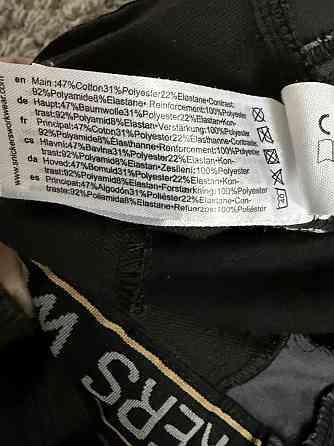 www.snickersworkwear.com
en Main :47%Cotton31%Polyester22%Elastane•Contrast:
92%Polyamide8%Elastane• Reinforcement:100%Polyester
de Haupt:47%Baumwolle31%Polyester22%Elastan•Kon-
trast:92%Polyamid8%Elastan•Verstärkung:100%Polyester
fr Principal:47%Coton31%Polyester22%Élasthanne•Contraste:
92%Polyamide8%Élasthanne•Renforcement:100%Polyester
cs Hlavní:47%Bavlna31%Polyester22%Elastan•Kon-
trast:92%Polyamid8%Elastan•Zesílení:100%Polyester
da Hoved:47%Bomuld31%Polyester22%Elastan•Kon-
trast:92%Polyamid8%Elastan•Forstærkning:100%Polyester
es Principal:47%Algodón31%Poliéster22%Elastano•Con-
traste:92%Poliamida8%Elastano•Refuerzos:100%Poliéster
C
KERS W